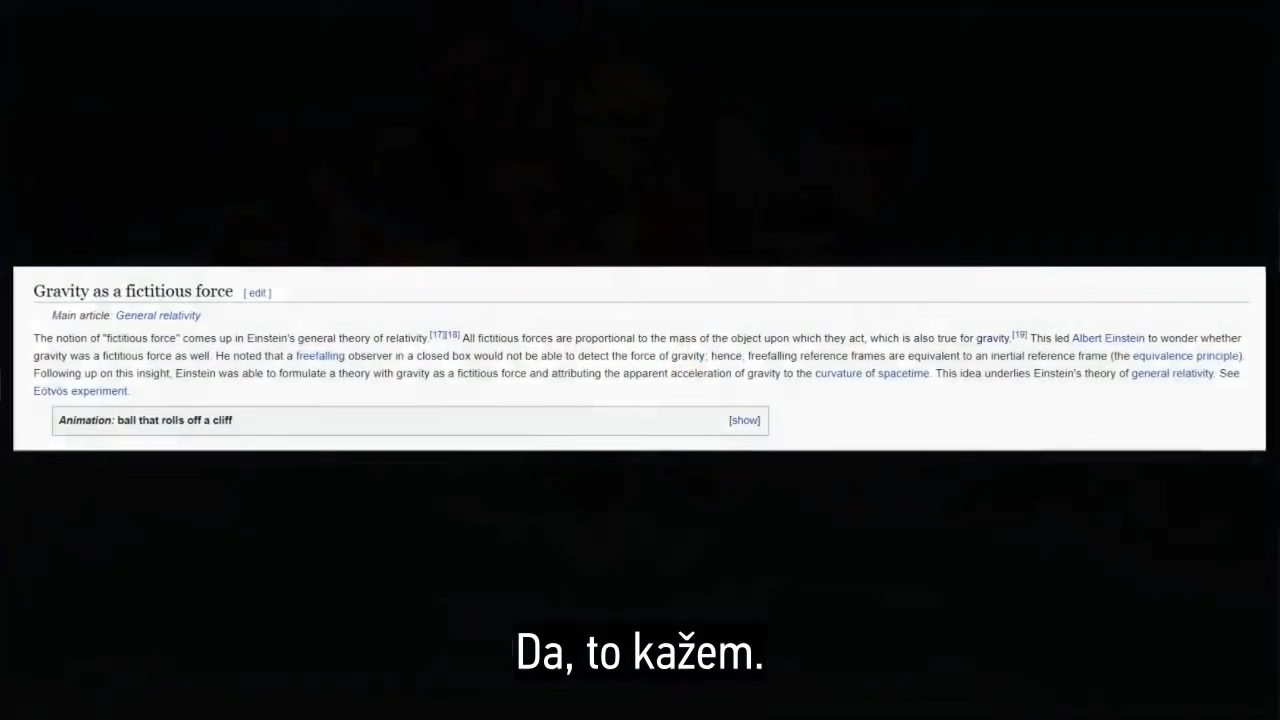 Gravity as a fictitious force [ edit ]
Main article: General relativity
The notion of "fictitious force" comes up in Einstein's general theory of relativity.[17][18] All fictitious forces are proportional to the mass of the object upon which they act, which is also true for gravity.[19] This led Albert Einstein to wonder whether
gravity was a fictitious force as well. He noted that a freefalling observer in a closed box would not be able to detect the force of gravity; hence, freefalling reference frames are equivalent to an inertial reference frame (the equivalence principle).
Following up on this insight, Einstein was able to formulate a theory with gravity as a fictitious force and attributing the apparent acceleration of gravity to the curvature of spacetime. This idea underlies Einstein's theory of general relativity. See
Eötvös experiment.
Animation: ball that rolls off a cliff [show]
Da, to kažem.